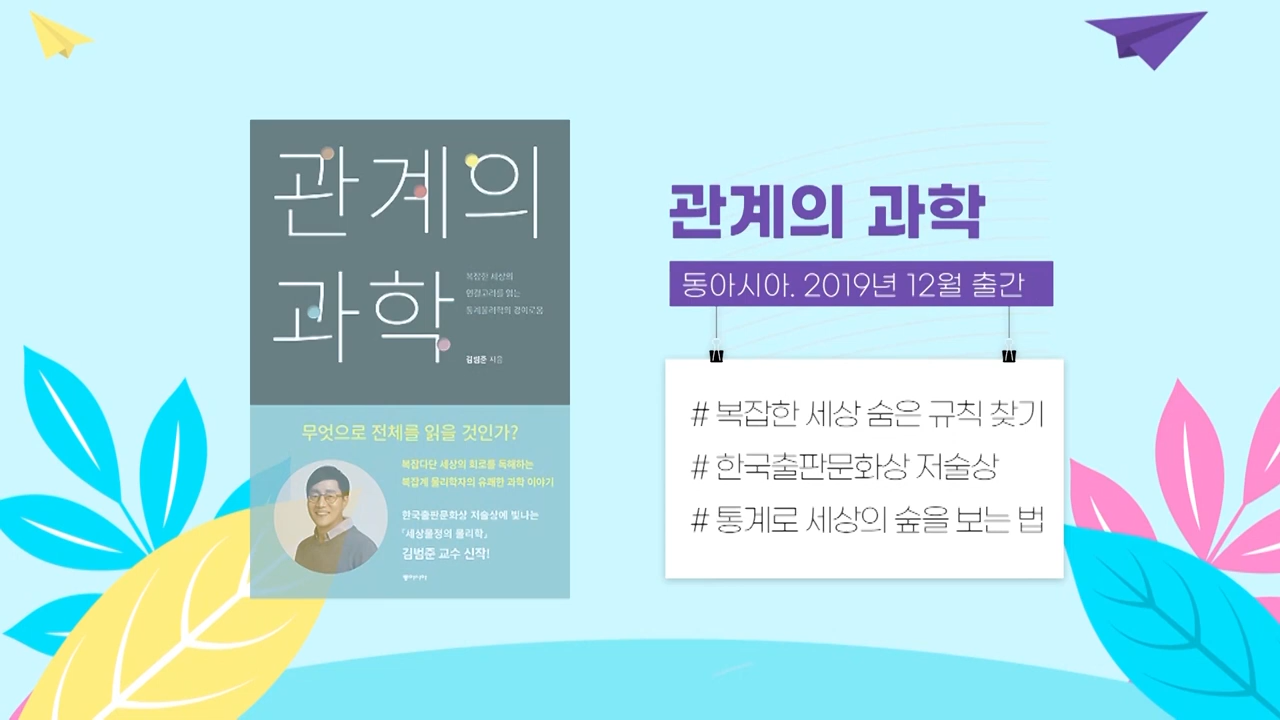 관계의
과학
복잡한 세상의
연결고리를 읽는
통계물리학의 경이로움
김범준 지음
무엇으로 전체를 읽을 것인가?
복잡다단 세상의 회로를 독해하는
복잡계 물리학자의 유쾌한 과학 이야기
한국출판문화상 저술상에 빛나는
『세상물정의 물리학』
김범준 교수 신작!
동아시아
관계의 과학
동아시아. 2019년 12월 출간
# 복잡한 세상 숨은 규칙 찾기
# 한국출판문화상 저술상
# 통계로 세상의 숲을 보는 법